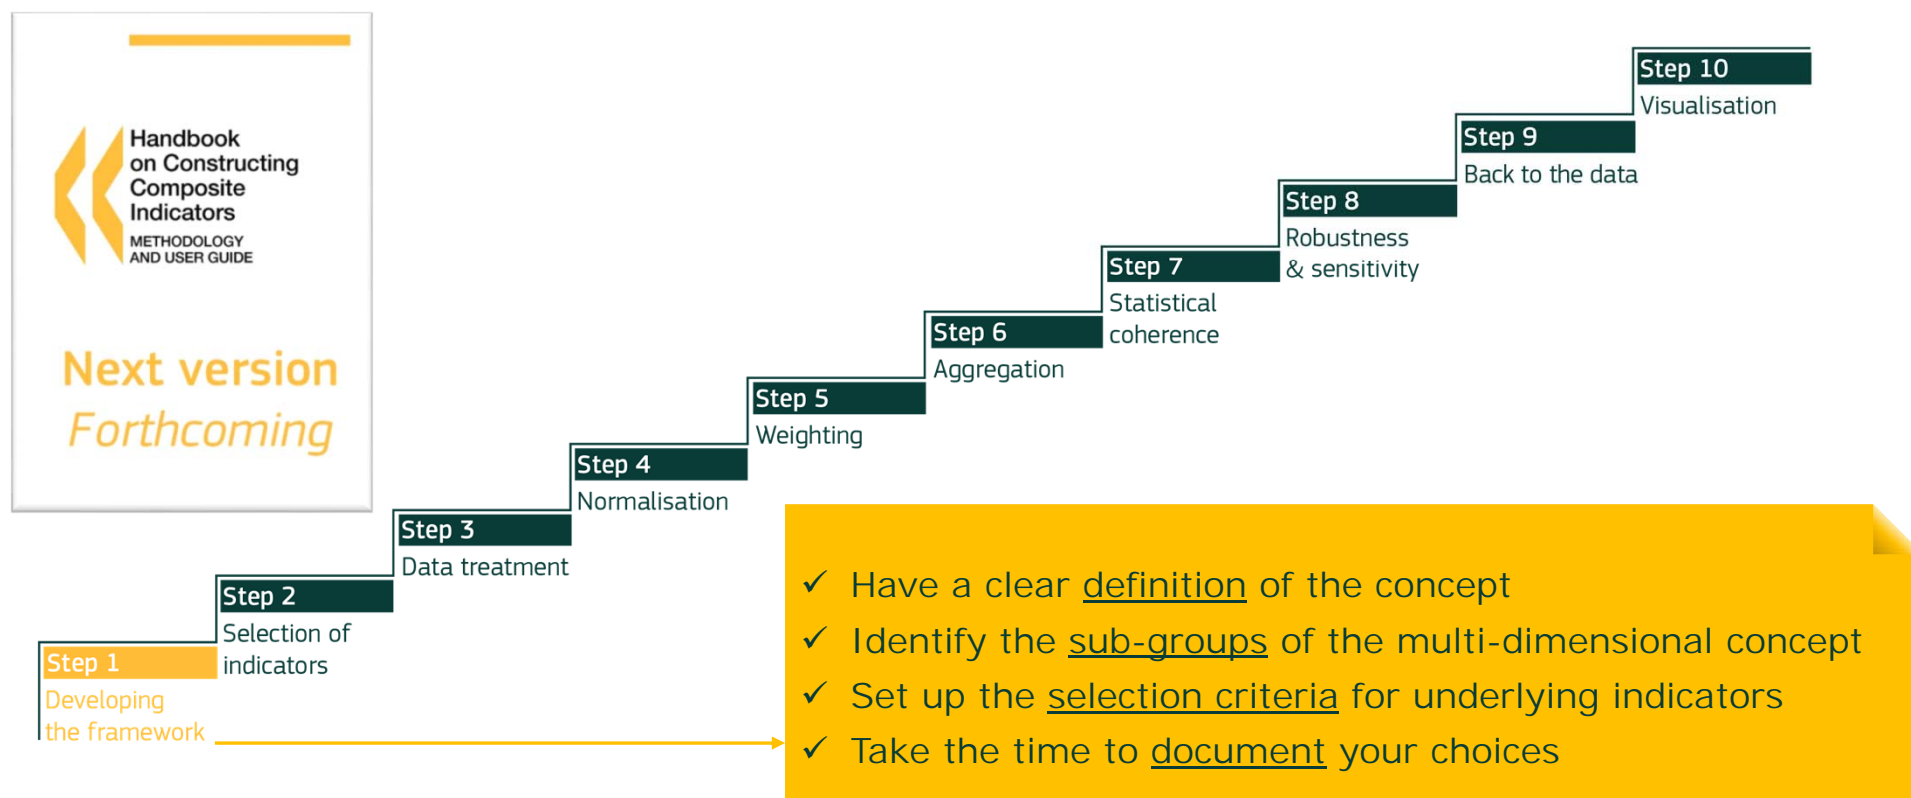 Handbook
on Constructing
Composite
Indicators
METHODOLOGY
AND USER GUIDE
Next version
Forthcoming
Step 1
Developing
the framework
Step 2
Selection of
indicators
Step 3
Data treatment
Step 4
Normalisation
Step 5
Weighting
Step 6
Aggregation
Step 7
Statistical
coherence
Step 8
Robustness
& sensitivity
Step 9
Back to the data
Step 10
Visualisation
✓ Have a clear definition of the concept
✓ Identify the sub-groups of the multi-dimensional concept
✓ Set up the selection criteria for underlying indicators
✓ Take the time to document your choices